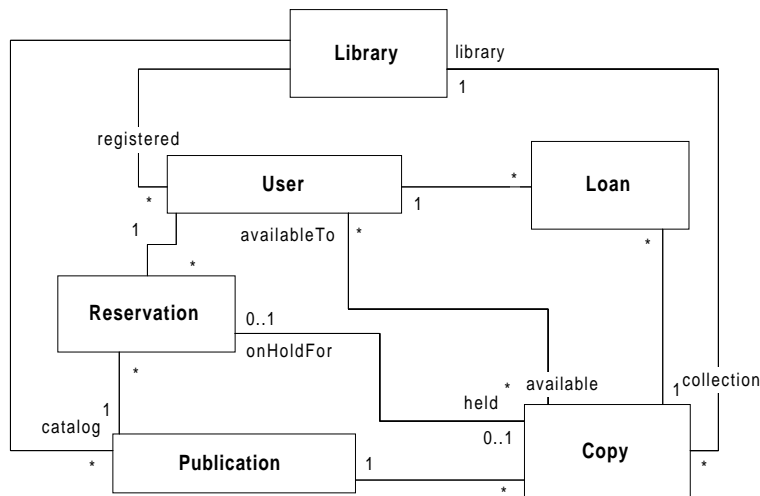 Library
library
1
registered
User
Loan
*
*
1
1
availableTo
*
*
*
Reservation
0..1
onHoldFor
*
*
available
1
collection
1
held
catalog
0..1
Copy
*
Publication
1
*
*